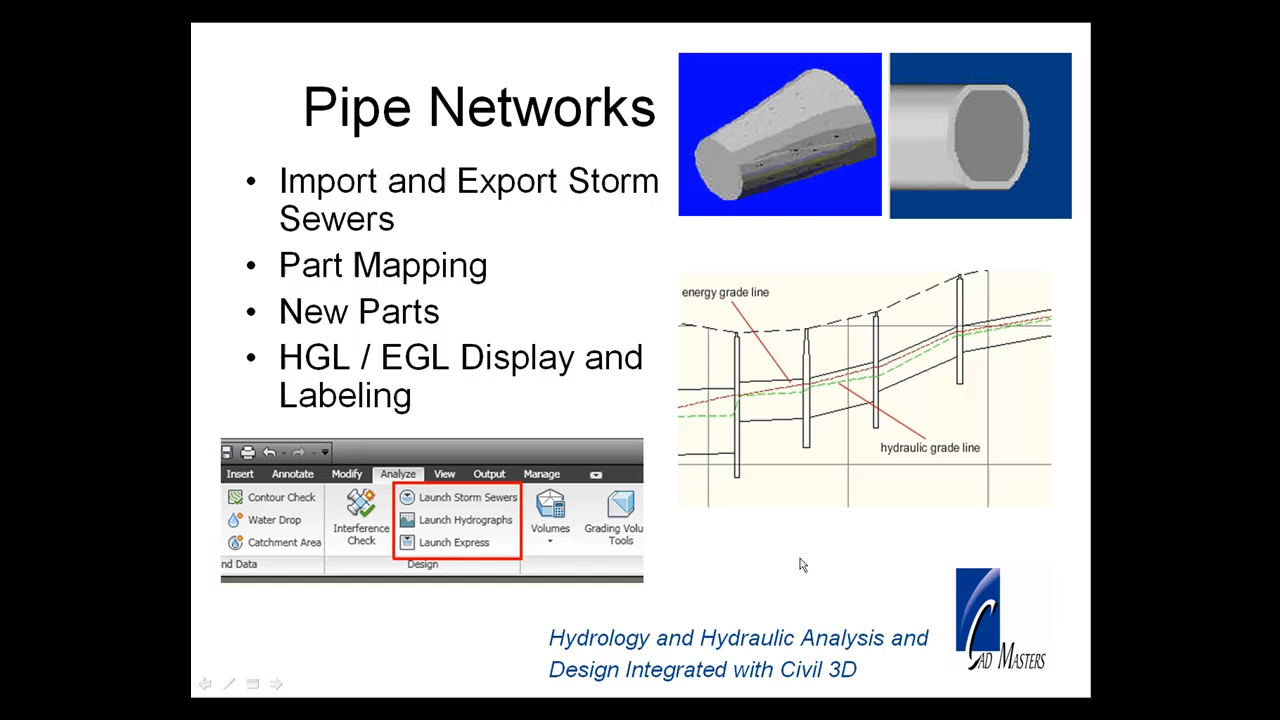 Pipe Networks
• Import and Export Storm
Sewers
• Part Mapping
• New Parts
• HGL / EGL Display and
Labeling
energy grade line
hydraulic grade line
Insert Annotate Modify Analyze View Output Manage
Contour Check
Water Drop
Catchment Area
nd Data
Interference
Check
Launch Storm Sewers
Launch Hydrographs
Launch Express
Design
Volumes
Grading Volu
Tools
Hydrology and Hydraulic Analysis and
Design Integrated with Civil 3D
CAD MASTERS